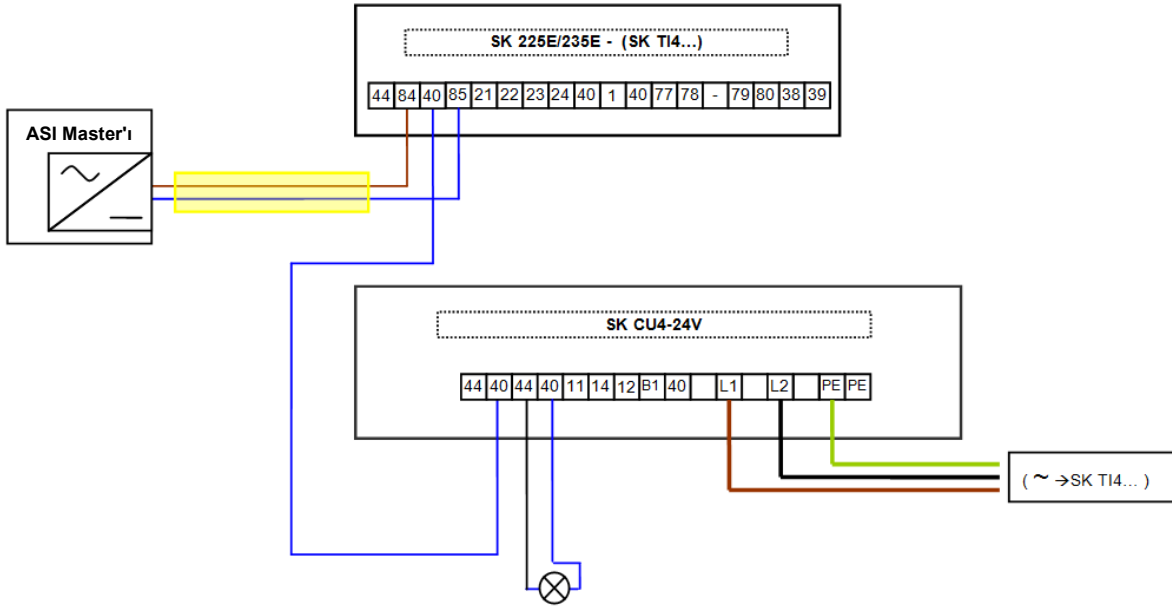 SK 225E/235E - (SK TI4...)
44 84 40 85 21 22 23 24 40 1 40 77 78 - 79 80 38 39
ASI Master'ı
SK CU4-24V
44 40 44 40 11 14 12 B1 40 L1 L2 PE PE
( ~ →SK TI4... )